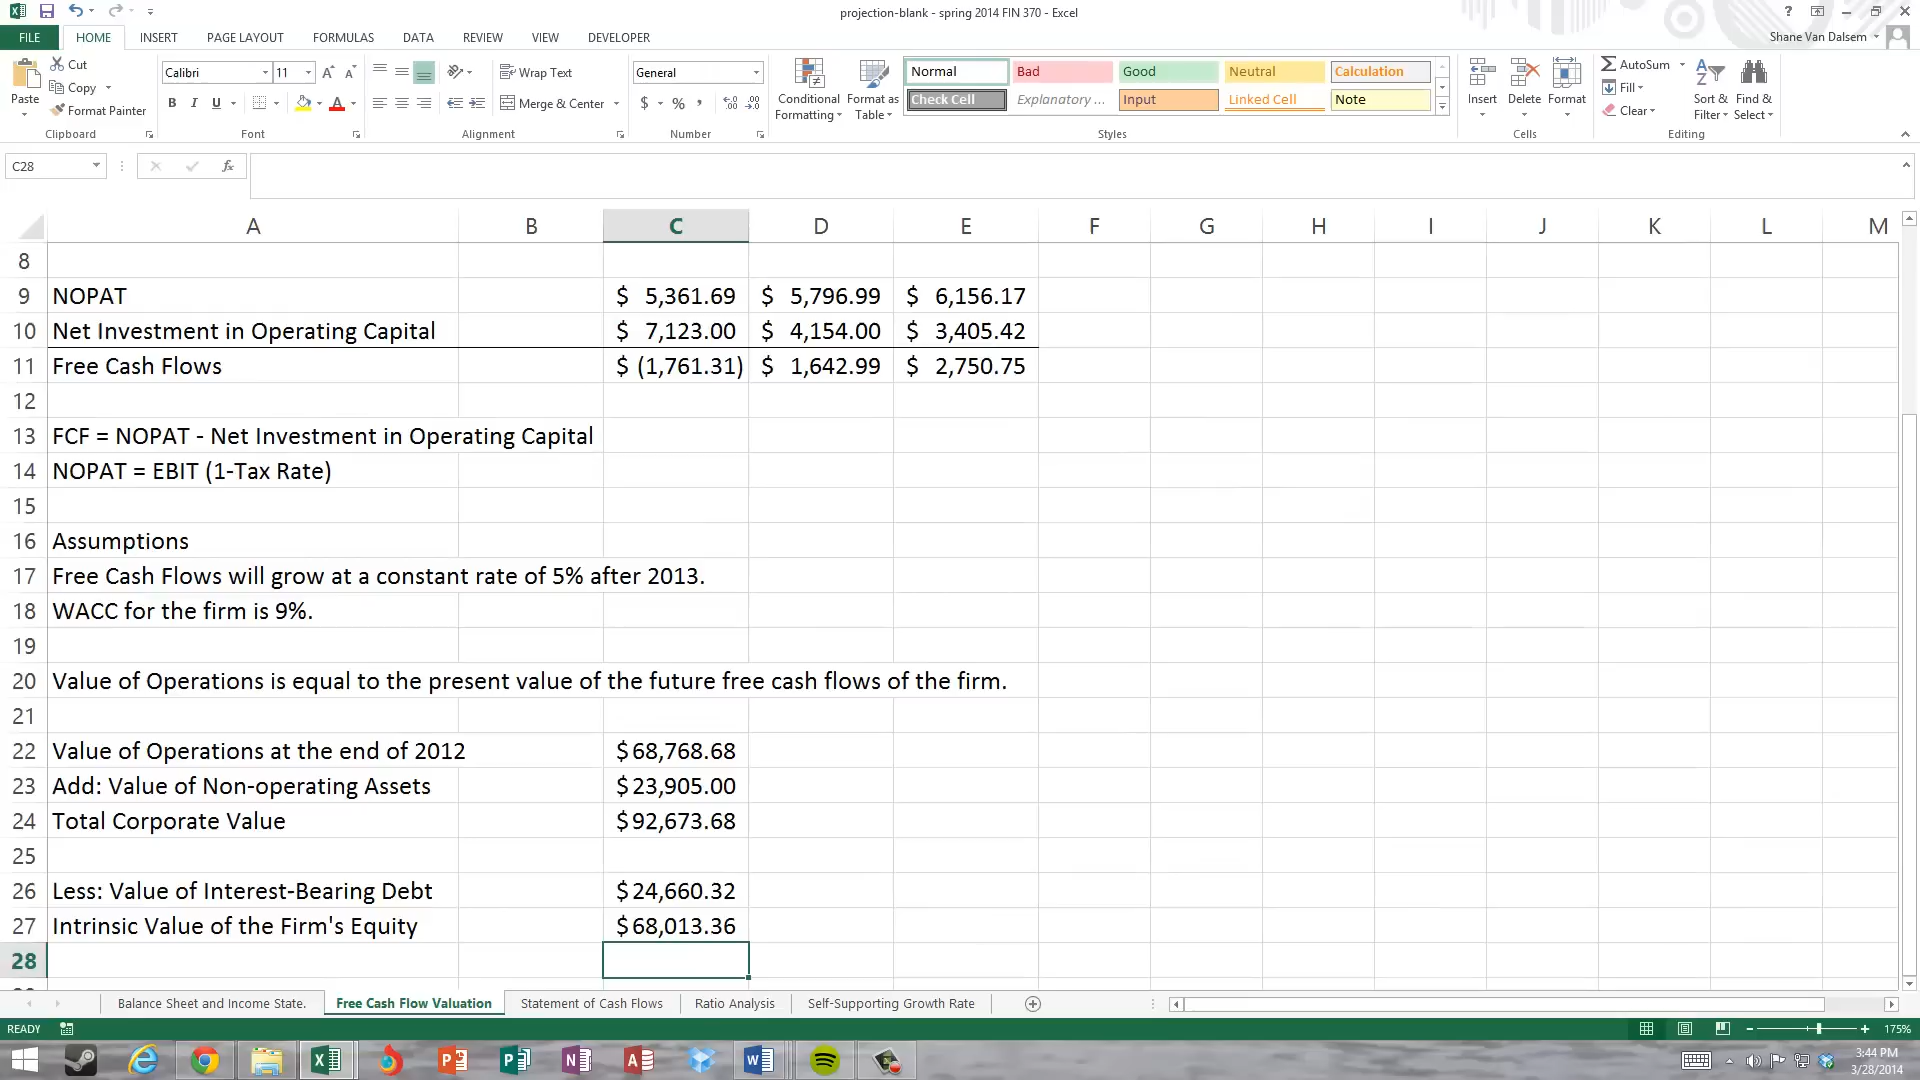 projection-blank - spring 2014 FIN 370 - Excel
FILE HOME INSERT PAGE LAYOUT FORMULAS DATA REVIEW VIEW DEVELOPER Shane Van Dalsem
Paste Cut Copy Format Painter Clipboard
Calibri 11 B I U A Font
Wrap Text Merge & Center Alignment
General $ % , Number
Conditional Formatting Format as Table
Normal Bad Good Neutral Calculation
Check Cell Explanatory ... Input Linked Cell Note
Styles
Insert Delete Format Cells
AutoSum Fill Clear Sort & Filter Find & Select Editing
C28 fx
A B C D E F G H I J K L M
8
9 NOPAT $ 5,361.69 $ 5,796.99 $ 6,156.17
10 Net Investment in Operating Capital $ 7,123.00 $ 4,154.00 $ 3,405.42
11 Free Cash Flows $ (1,761.31) $ 1,642.99 $ 2,750.75
12
13 FCF = NOPAT - Net Investment in Operating Capital
14 NOPAT = EBIT (1-Tax Rate)
15
16 Assumptions
17 Free Cash Flows will grow at a constant rate of 5% after 2013.
18 WACC for the firm is 9%.
19
20 Value of Operations is equal to the present value of the future free cash flows of the firm.
21
22 Value of Operations at the end of 2012 $68,768.68
23 Add: Value of Non-operating Assets $23,905.00
24 Total Corporate Value $92,673.68
25
26 Less: Value of Interest-Bearing Debt $24,660.32
27 Intrinsic Value of the Firm's Equity $68,013.36
28
Balance Sheet and Income State. Free Cash Flow Valuation Statement of Cash Flows Ratio Analysis Self-Supporting Growth Rate
READY 175%
3:44 PM
3/28/2014